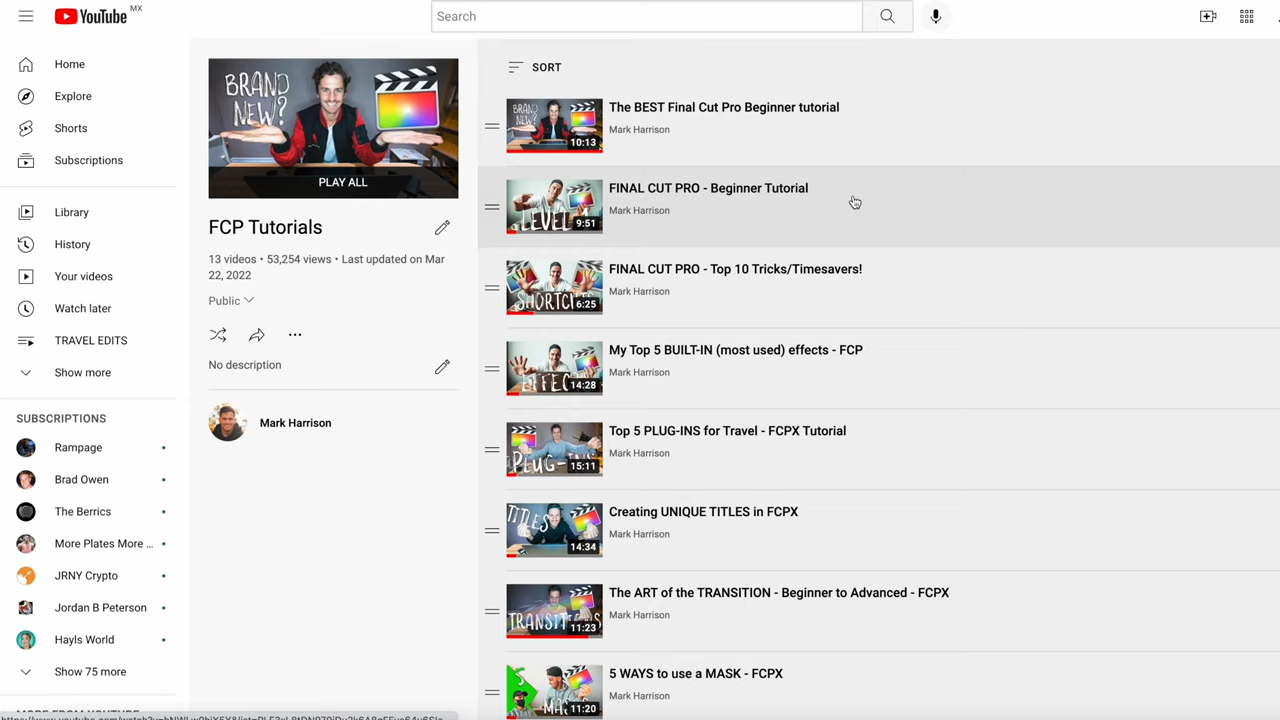 YouTube MX
Search
Home
Explore
Shorts
Subscriptions
Library
History
Your videos
Watch later
TRAVEL EDITS
Show more
SUBSCRIPTIONS
Rampage
Brad Owen
The Berrics
More Plates More ...
JRNY Crypto
Jordan B Peterson
Hayls World
Show 75 more
BRAND
NEW?
PLAY ALL
FCP Tutorials
13 videos • 53,254 views • Last updated on Mar
22, 2022
Public
No description
Mark Harrison
SORT
BRAND
NEW?
10:13
The BEST Final Cut Pro Beginner tutorial
Mark Harrison
LEVEL
9:51
FINAL CUT PRO - Beginner Tutorial
Mark Harrison
6:25
FINAL CUT PRO - Top 10 Tricks/Timesavers!
Mark Harrison
14:28
My Top 5 BUILT-IN (most used) effects - FCP
Mark Harrison
PLUG-INS
15:11
Top 5 PLUG-INS for Travel - FCPX Tutorial
Mark Harrison
TITLES
14:34
Creating UNIQUE TITLES in FCPX
Mark Harrison
11:23
The ART of the TRANSITION - Beginner to Advanced - FCPX
Mark Harrison
11:20
5 WAYS to use a MASK - FCPX
Mark Harrison